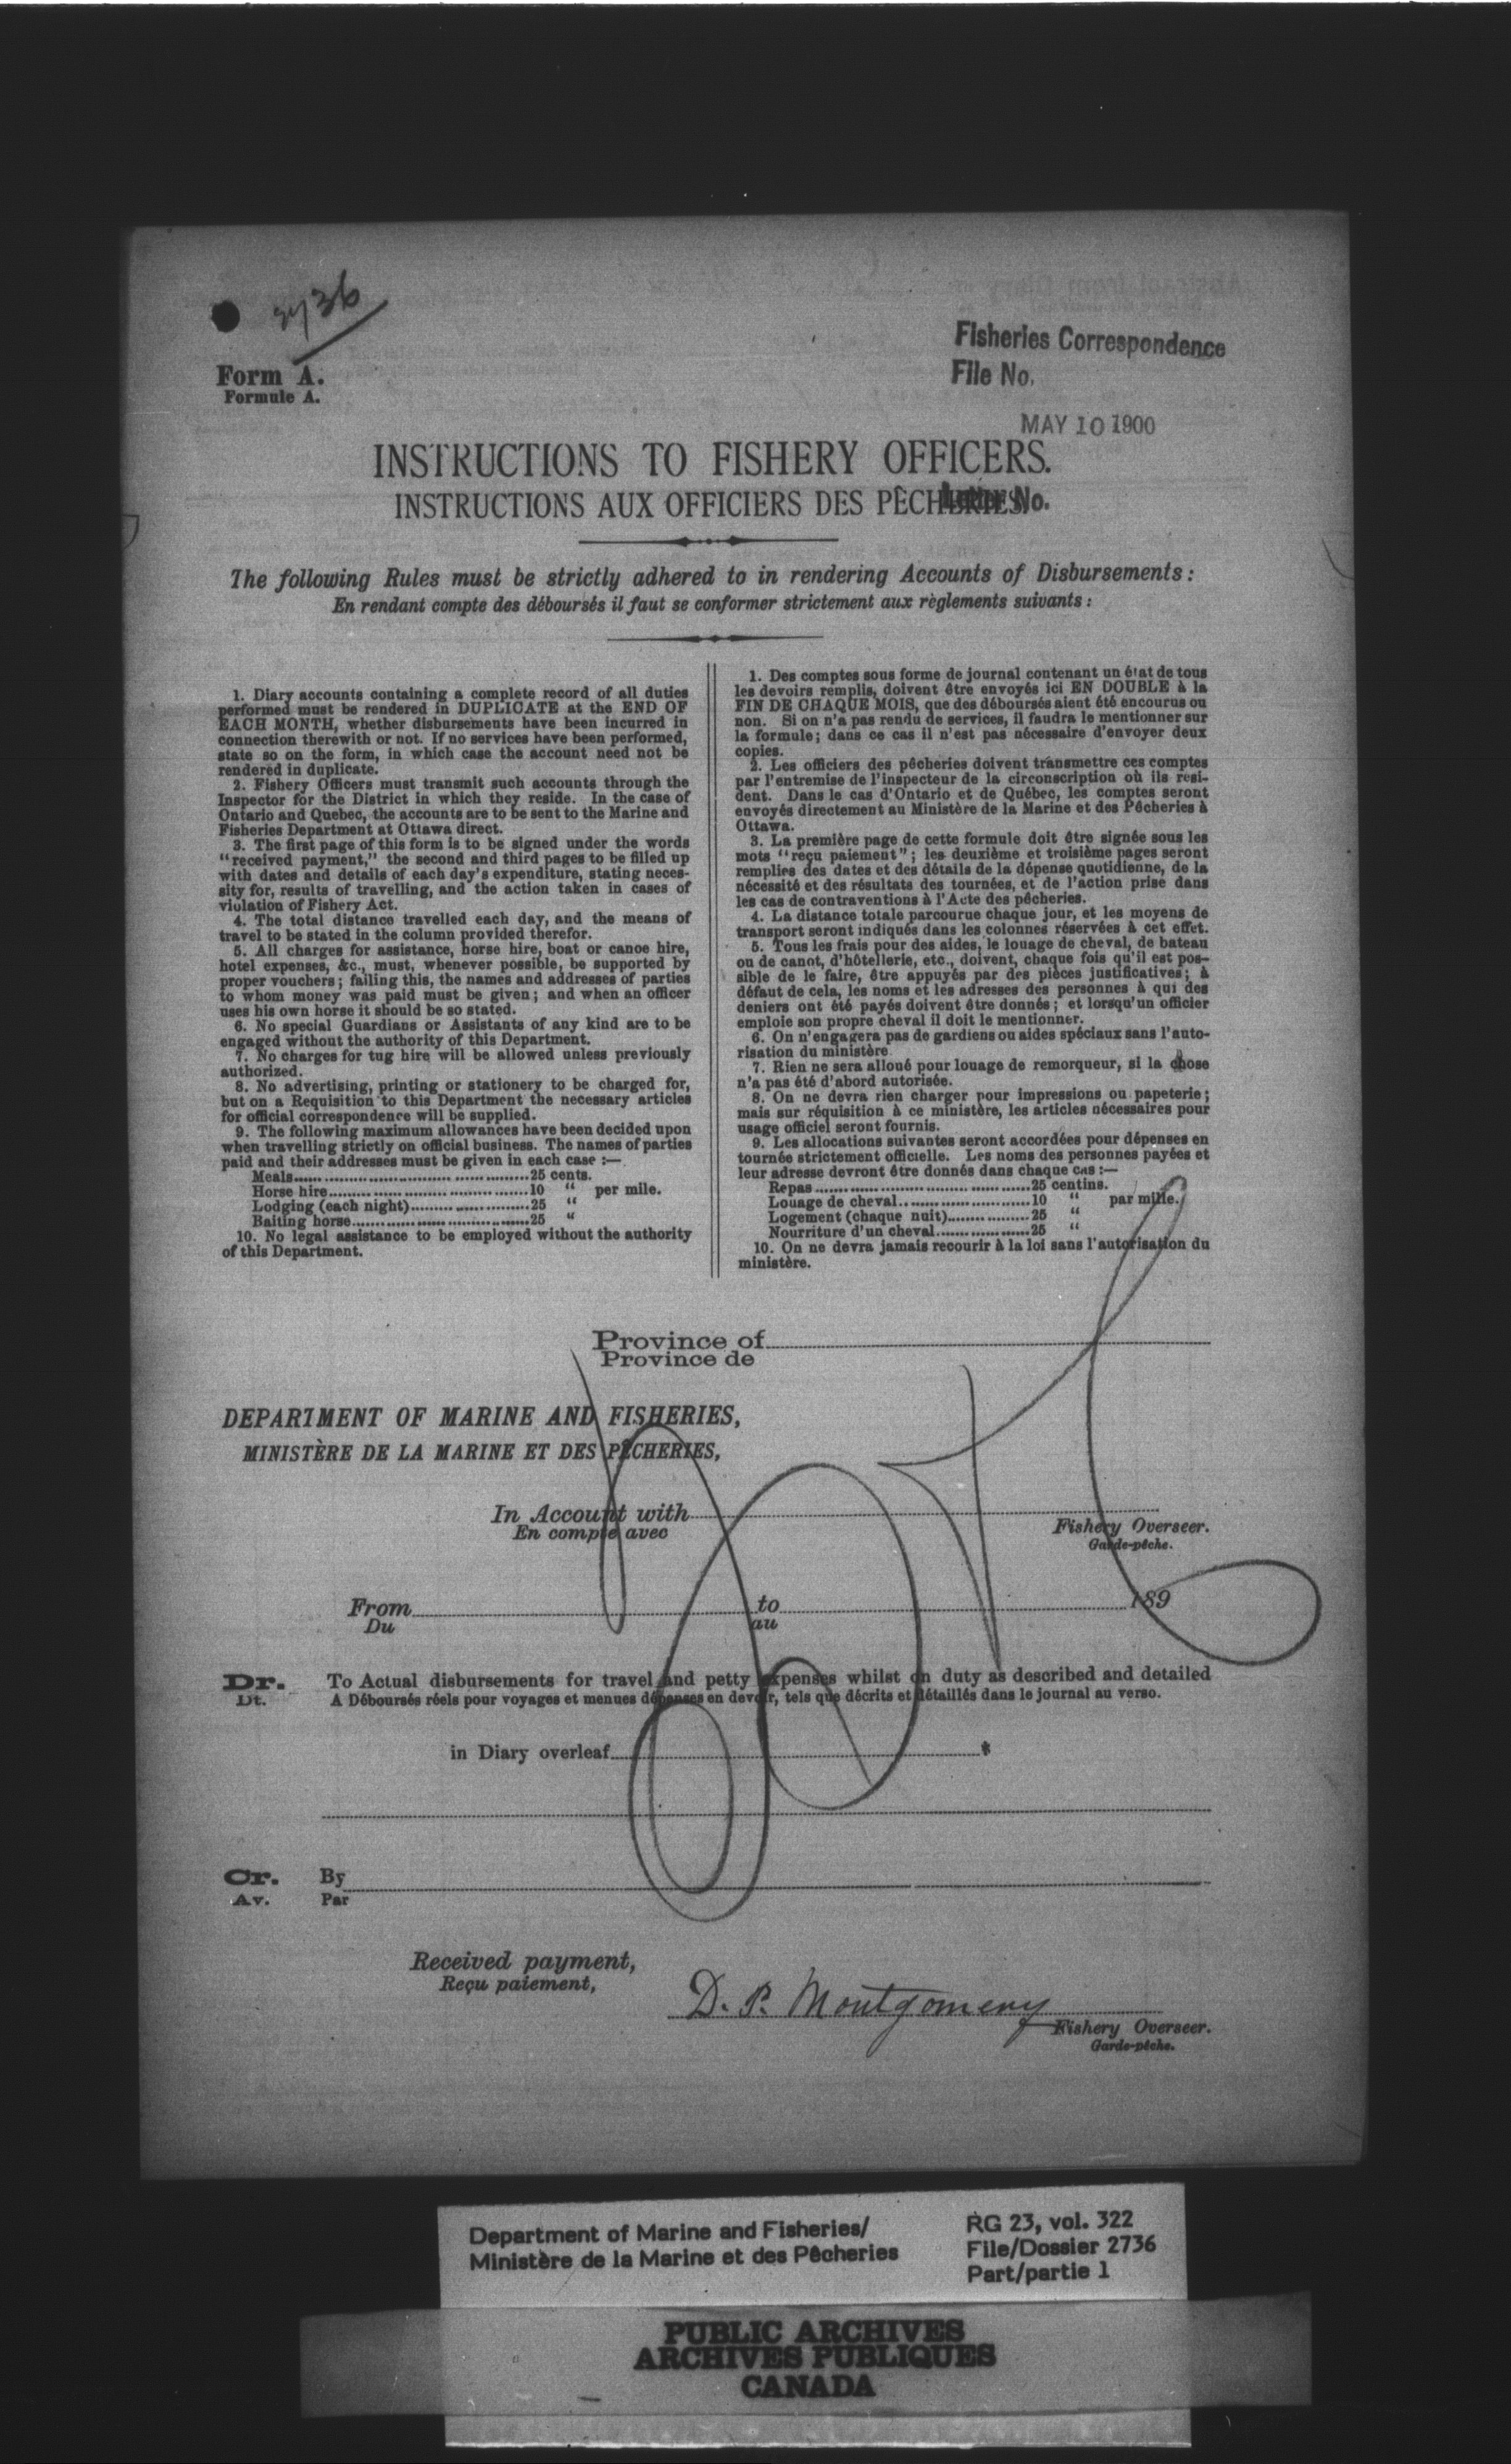 2736
Form A.
Formule A.
Fisheries Correspondence
File No.
MAY 10 1900
INSTRUCTIONS TO FISHERY OFFICERS.
INSTRUCTIONS AUX OFFICIERS DES PÊCHERIES.
No.
The following Rules must be strictly adhered to in rendering Accounts of Disbursements:
En rendant compte des déboursés il faut se conformer strictement aux règlements suivants:
1. Diary accounts containing a complete record of all duties
performed must be rendered in DUPLICATE at the END OF
EACH MONTH, whether disbursements have been incurred in
connection therewith or not. If no services have been performed,
state so on the form, in which case the account need not be
rendered in duplicate.
2. Fishery Officers must transmit such accounts through the
Inspector for the District in which they reside. In the case of
Ontario and Quebec, the accounts are to be sent to the Marine and
Fisheries Department at Ottawa direct.
3. The first page of this form is to be signed under the words
"received payment," the second and third pages to be filled up
with dates and details of each day's expenditure, stating neces-
sity for, results of travelling, and the action taken in cases of
violation of Fishery Act.
4. The total distance travelled each day, and the means of
travel to be stated in the column provided therefor.
5. All charges for assistance, horse hire, boat or canoe hire,
hotel expenses, &c., must, whenever possible, be supported by
proper vouchers; failing this, the names and addresses of parties
to whom money was paid must be given; and when an officer
uses his own horse it should be so stated.
6. No special Guardians or Assistants of any kind are to be
engaged without the authority of this Department.
7. No charges for tug hire will be allowed unless previously
authorized.
8. No advertising, printing or stationery to be charged for,
but on a Requisition to this Department the necessary articles
for official correspondence will be supplied.
9. The following maximum allowances have been decided upon
when travelling strictly on official business. The names of parties
paid and their addresses must be given in each case :—
Meals..........25 cents.
Horse hire..........10 " per mile.
Lodging (each night)..........25 "
Baiting horse..........25 "
10. No legal assistance to be employed without the authority
of this Department.
1. Des comptes sous forme de journal contenant un état de tous
les devoirs remplis, doivent être envoyés ici EN DOUBLE à la
FIN DE CHAQUE MOIS, que des déboursés aient été encourus ou
non. Si on n'a pas rendu de services, il faudra le mentionner sur
la formule; dans ce cas il n'est pas nécessaire d'envoyer deux
copies.
2. Les officiers des pêcheries doivent transmettre ces comptes
par l'entremise de l'inspecteur de la circonscription où ils resi-
dent. Dans le cas d'Ontario et de Québec, les comptes seront
envoyés directement au Ministère de la Marine et des Pêcheries à
Ottawa.
3. La première page de cette formule doit être signée sous les
mots "reçu paiement"; les deuxième et troisième pages seront
remplies des dates et des détails de la dépense quotidienne, de la
nécessité et des résultats des tournées, et de l'action prise dans
les cas de contraventions à l'Acte des pêcheries.
4. La distance totale parcourue chaque jour, et les moyens de
transport seront indiqués dans les colonnes réservées à cet effet.
5. Tous les frais pour des aides, le louage de cheval, de bateau
ou de canot, d'hôtellerie, etc., doivent, chaque fois qu'il est pos-
sible de le faire, être appuyés par des pièces justificatives; à
défaut de cela, les noms et les adresses des personnes à qui des
deniers ont été payés doivent être donnés; et lorsqu'un officier
emploie son propre cheval il doit le mentionner.
6. On n'engagera pas de gardiens ou aides spéciaux sans l'auto-
risation du ministère
7. Rien ne sera alloué pour louage de remorqueur, si la chose
n'a pas été d'abord autorisée.
8. On ne devra rien charger pour impressions ou papeterie;
mais sur réquisition à ce ministère, les articles nécessaires pour
usage officiel seront fournis.
9. Les allocations suivantes seront accordées pour dépenses en
tournée strictement officielle. Les noms des personnes payées et
leur adresse devront être donnés dans chaque cas :—
Repas..........25 centins.
Louage de cheval..........10 " par mille.
Logement (chaque nuit)..........25 "
Nourriture d'un cheval..........25 "
10. On ne devra jamais recourir à la loi sans l'autorisation du
ministère.
Province of
Province de
DEPARTMENT OF MARINE AND FISHERIES,
MINISTÈRE DE LA MARINE ET DES PÊCHERIES,
In Account with
En compte avec
Fishery Overseer.
Garde-pêche.
From to 189
Du au
Dr. To Actual disbursements for travel and petty expenses whilst on duty as described and detailed
Dt. A Déboursés réels pour voyages et menues dépenses en devoir, tels que décrits et détaillés dans le journal au verso.
in Diary overleaf
Cr. By
Av. Par
Received payment,
Reçu paiement,
D. P. Montgomery
Fishery Overseer.
Garde-pêche.
Department of Marine and Fisheries/
Ministère de la Marine et des Pêcheries
RG 23, vol. 322
File/Dossier 2736
Part/partie 1
PUBLIC ARCHIVES
ARCHIVES PUBLIQUES
CANADA